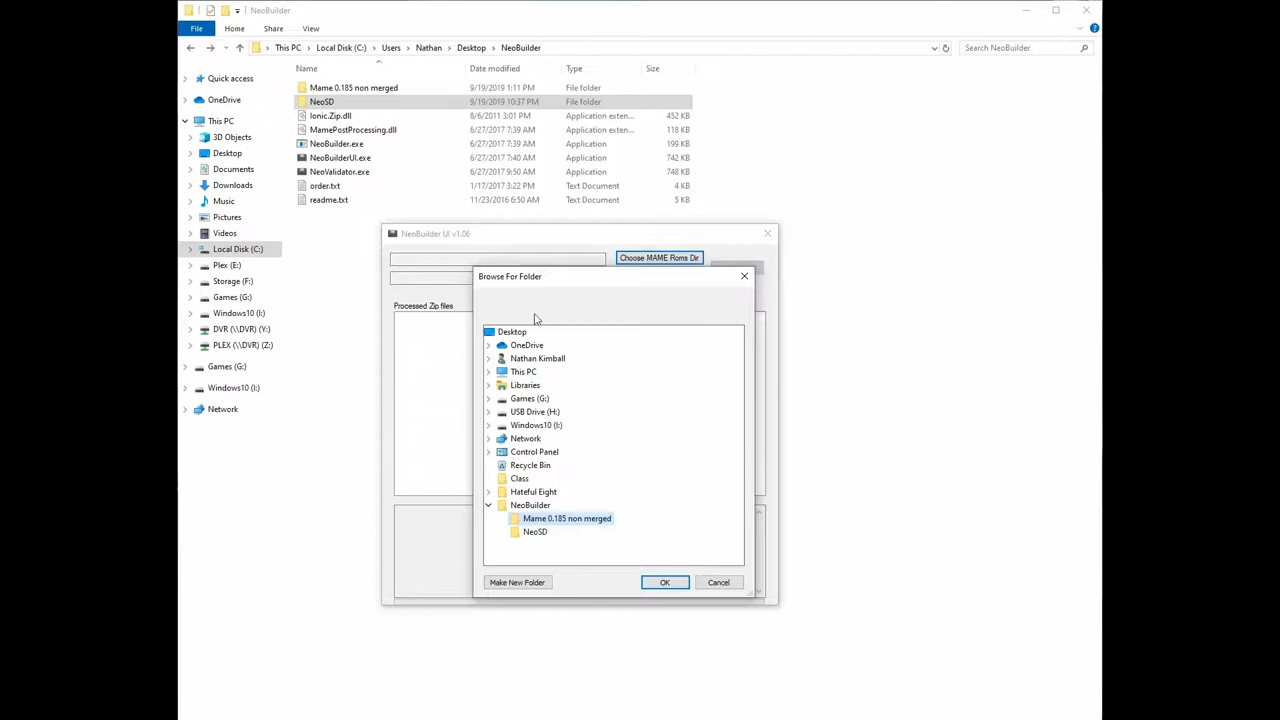 NeoBuilder
File Home Share View
This PC Local Disk (C:) Users Nathan Desktop NeoBuilder Search NeoBuilder
Name Date modified Type Size
Quick access
OneDrive
This PC
3D Objects
Desktop
Documents
Downloads
Music
Pictures
Videos
Local Disk (C:)
Plex (E:)
Storage (F:)
Games (G:)
Windows10 (I:)
DVR (\\DVR) (Y:)
PLEX (\\DVR) (Z:)
Games (G:)
Windows10 (I:)
Network
Mame 0.185 non merged 9/19/2019 1:11 PM File folder
NeoSD 9/19/2019 10:37 PM File folder
Ionic.Zip.dll 8/6/2011 3:01 PM Application exten... 452 KB
MamePostProcessing.dll 6/27/2017 7:39 AM Application exten... 118 KB
NeoBuilder.exe 6/27/2017 7:39 AM Application 199 KB
NeoBuilderUI.exe 6/27/2017 7:40 AM Application 742 KB
NeoValidator.exe 6/27/2017 9:50 AM Application 748 KB
order.txt 1/17/2017 3:22 PM Text Document 4 KB
readme.txt 11/23/2016 6:50 AM Text Document 5 KB
NeoBuilder UI v1.06
Choose MAME Roms Dir
Processed Zip files
Browse For Folder
Desktop
OneDrive
Nathan Kimball
This PC
Libraries
Games (G:)
USB Drive (H:)
Windows10 (I:)
Network
Control Panel
Recycle Bin
Class
Hateful Eight
NeoBuilder
Mame 0.185 non merged
NeoSD
Make New Folder OK Cancel